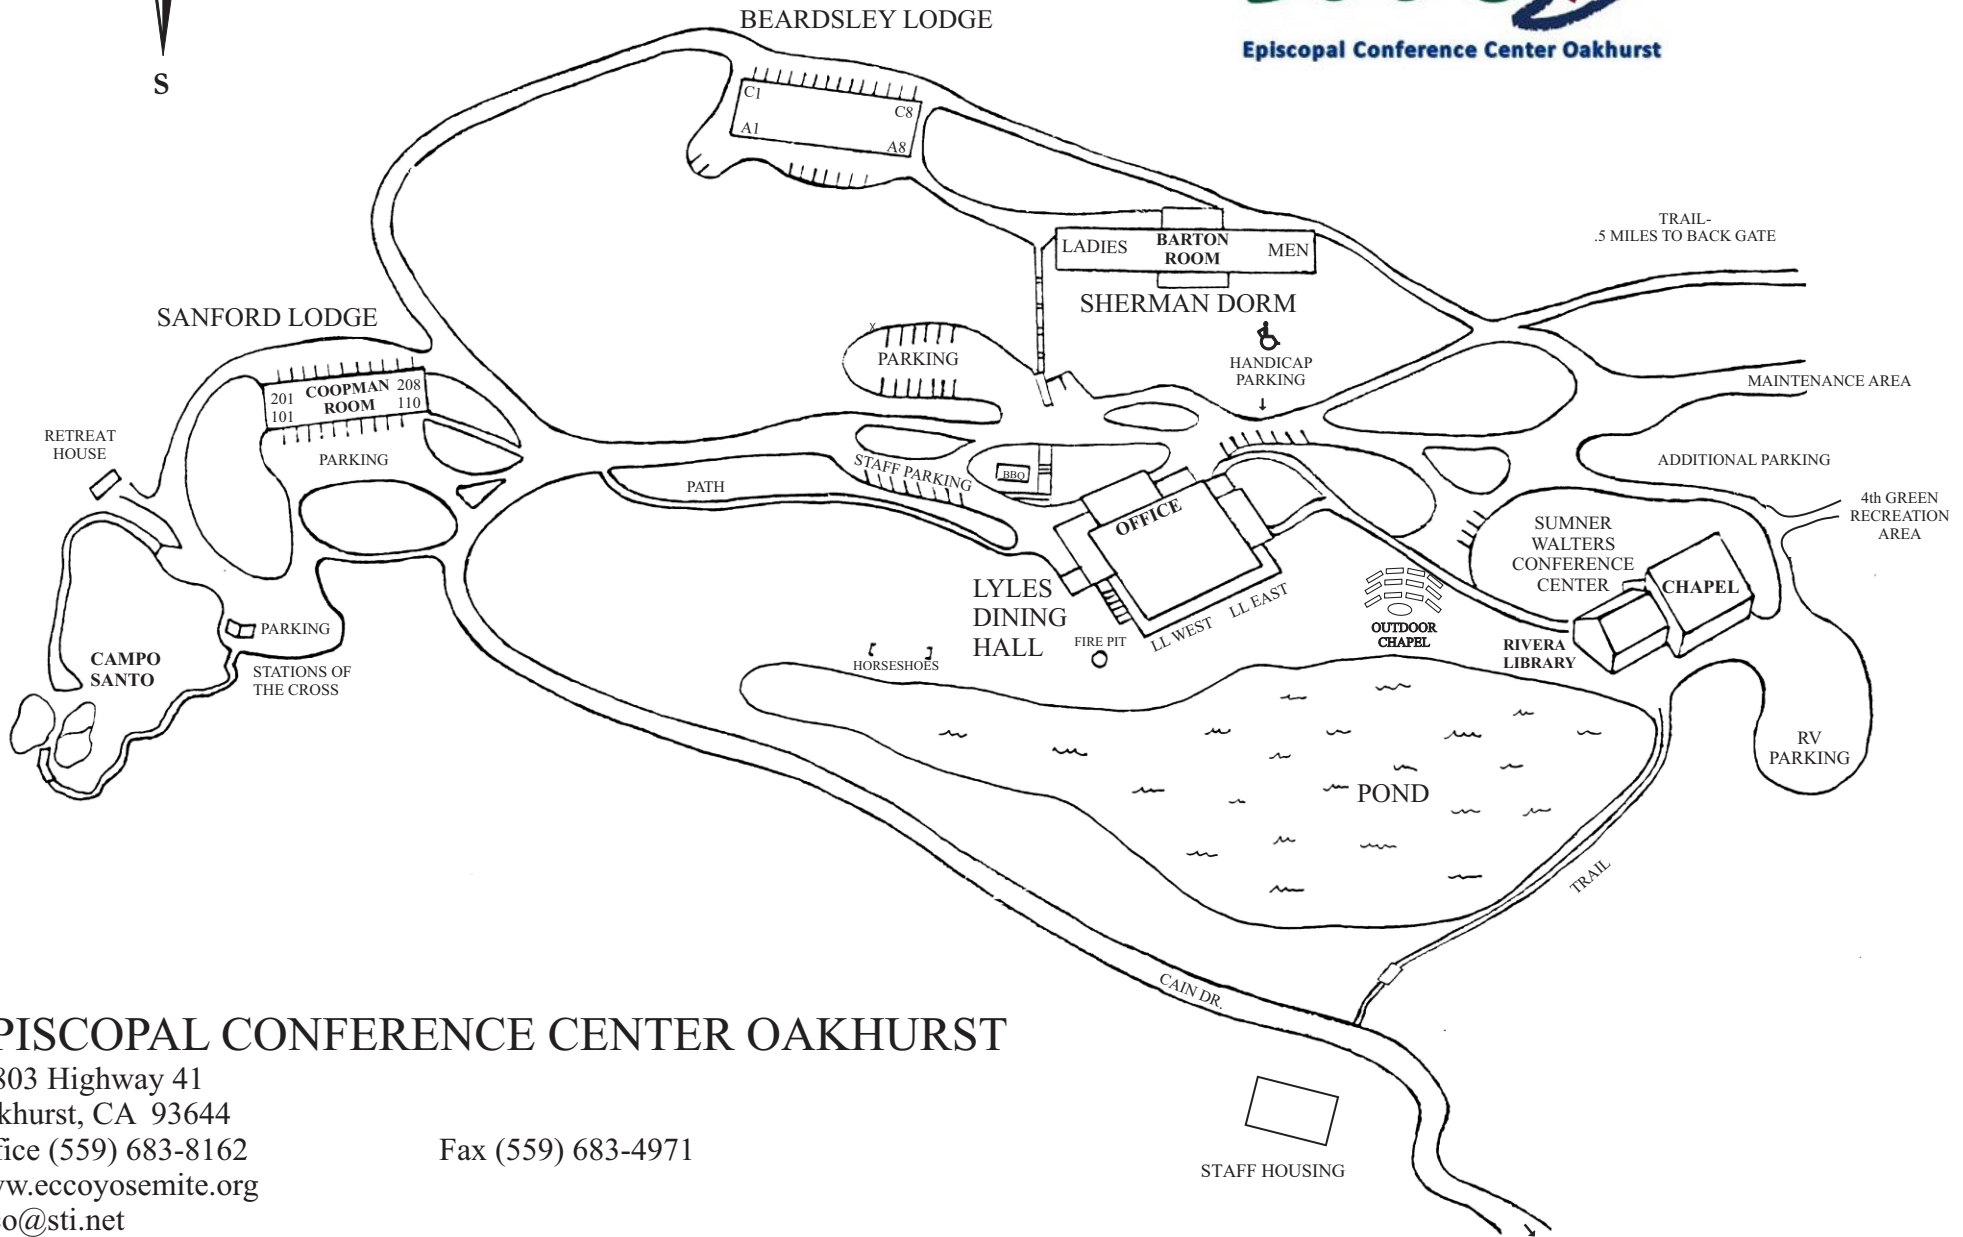 S
BEARDSLEY LODGE
Episcopal Conference Center Oakhurst
C1
C8
A1
A8
TRAIL-
.5 MILES TO BACK GATE
LADIES
BARTON
ROOM
MEN
SHERMAN DORM
SANFORD LODGE
X
PARKING
HANDICAP
PARKING
MAINTENANCE AREA
COOPMAN
ROOM
201
208
101
110
RETREAT
HOUSE
PARKING
STAFF PARKING
PATH
BBQ
OFFICE
ADDITIONAL PARKING
4th GREEN
RECREATION
AREA
SUMNER
WALTERS
CONFERENCE
CENTER
CHAPEL
LYLES
DINING
HALL
LL WEST
LL EAST
FIRE PIT
OUTDOOR
CHAPEL
RIVERA
LIBRARY
PARKING
STATIONS OF
THE CROSS
CAMPO
SANTO
HORSESHOES
RV
PARKING
POND
TRAIL
CAIN DR.
PISCOPAL CONFERENCE CENTER OAKHURST
803 Highway 41
khurst, CA 93644
fice (559) 683-8162
Fax (559) 683-4971
w.eccoyosemite.org
o@sti.net
STAFF HOUSING